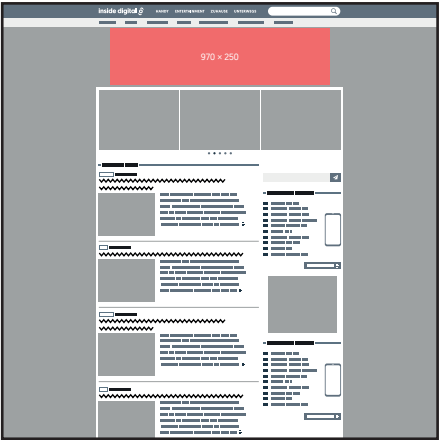 inside digital
HANDY ENTERTAINMENT ZUHAUSE UNTERWEGS
970 × 250